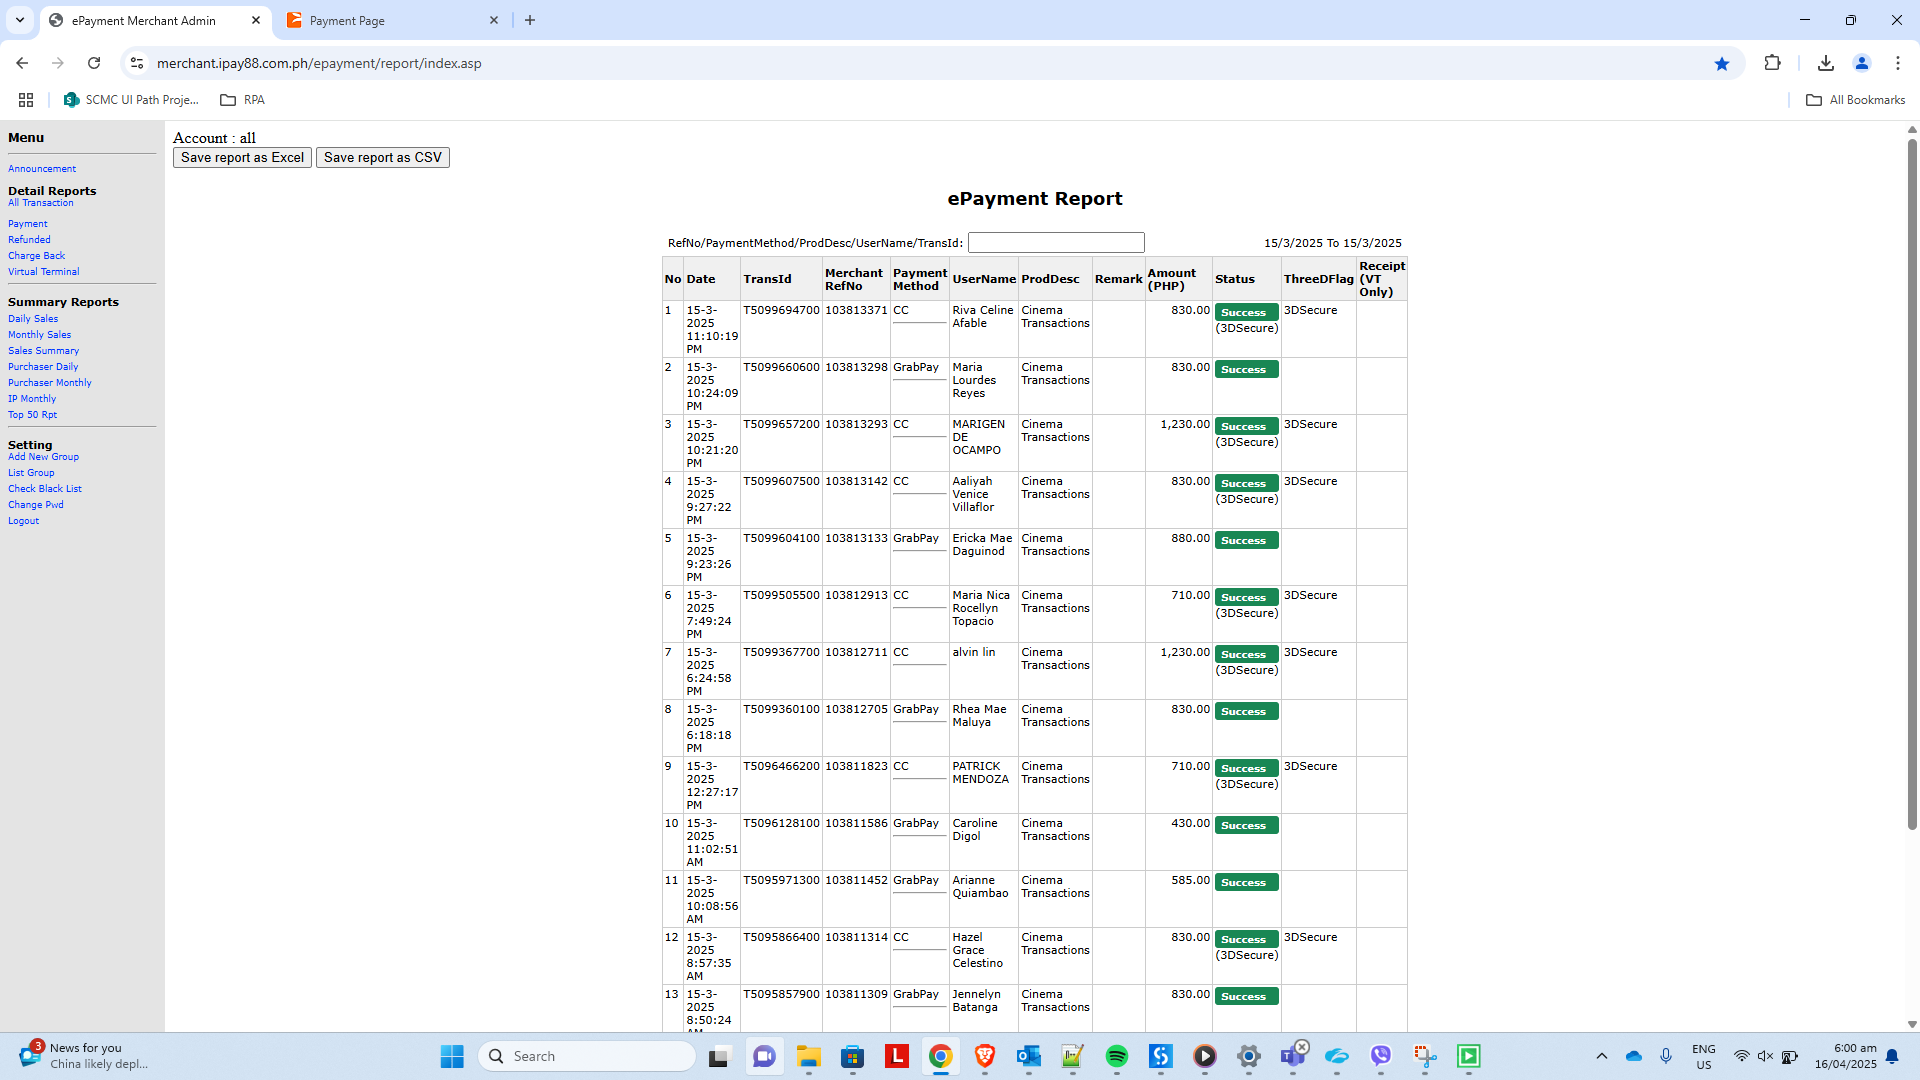 ePayment Merchant Admin
Payment Page
merchant.ipay88.com.ph/epayment/report/index.asp
SCMC UI Path Proje...
RPA
All Bookmarks
Menu
Announcement
Detail Reports
All Transaction
Payment
Refunded
Charge Back
Virtual Terminal
Summary Reports
Daily Sales
Monthly Sales
Sales Summary
Purchaser Daily
Purchaser Monthly
IP Monthly
Top 50 Rpt
Setting
Add New Group
List Group
Check Black List
Change Pwd
Logout
Account : all
Save report as Excel
Save report as CSV
ePayment Report
RefNo/PaymentMethod/ProdDesc/UserName/TransId:
15/3/2025 To 15/3/2025
No Date TransId Merchant RefNo Payment Method UserName ProdDesc Remark Amount (PHP) Status ThreeDFlag Receipt (VT Only)
1 15-3-2025 11:10:19 PM T5099694700 103813371 CC Riva Celine Afable Cinema Transactions 830.00 Success (3DSecure) 3DSecure
2 15-3-2025 10:24:09 PM T5099660600 103813298 GrabPay Maria Lourdes Reyes Cinema Transactions 830.00 Success
3 15-3-2025 10:21:20 PM T5099657200 103813293 CC MARIGEN DE OCAMPO Cinema Transactions 1,230.00 Success (3DSecure) 3DSecure
4 15-3-2025 9:27:22 PM T5099607500 103813142 CC Aaliyah Venice Villaflor Cinema Transactions 830.00 Success (3DSecure) 3DSecure
5 15-3-2025 9:23:26 PM T5099604100 103813133 GrabPay Ericka Mae Daguinod Cinema Transactions 880.00 Success
6 15-3-2025 7:49:24 PM T5099505500 103812913 CC Maria Nica Rocellyn Topacio Cinema Transactions 710.00 Success (3DSecure) 3DSecure
7 15-3-2025 6:24:58 PM T5099367700 103812711 CC alvin lin Cinema Transactions 1,230.00 Success (3DSecure) 3DSecure
8 15-3-2025 6:18:18 PM T5099360100 103812705 GrabPay Rhea Mae Maluya Cinema Transactions 830.00 Success
9 15-3-2025 12:27:17 PM T5096466200 103811823 CC PATRICK MENDOZA Cinema Transactions 710.00 Success (3DSecure) 3DSecure
10 15-3-2025 11:02:51 AM T5096128100 103811586 GrabPay Caroline Digol Cinema Transactions 430.00 Success
11 15-3-2025 10:08:56 AM T5095971300 103811452 GrabPay Arianne Quiambao Cinema Transactions 585.00 Success
12 15-3-2025 8:57:35 AM T5095866400 103811314 CC Hazel Grace Celestino Cinema Transactions 830.00 Success (3DSecure) 3DSecure
13 15-3-2025 8:50:24 AM T5095857900 103811309 GrabPay Jennelyn Batanga Cinema Transactions 830.00 Success
3
News for you
China likely depl...
Search
ENG
US
6:00 am
16/04/2025